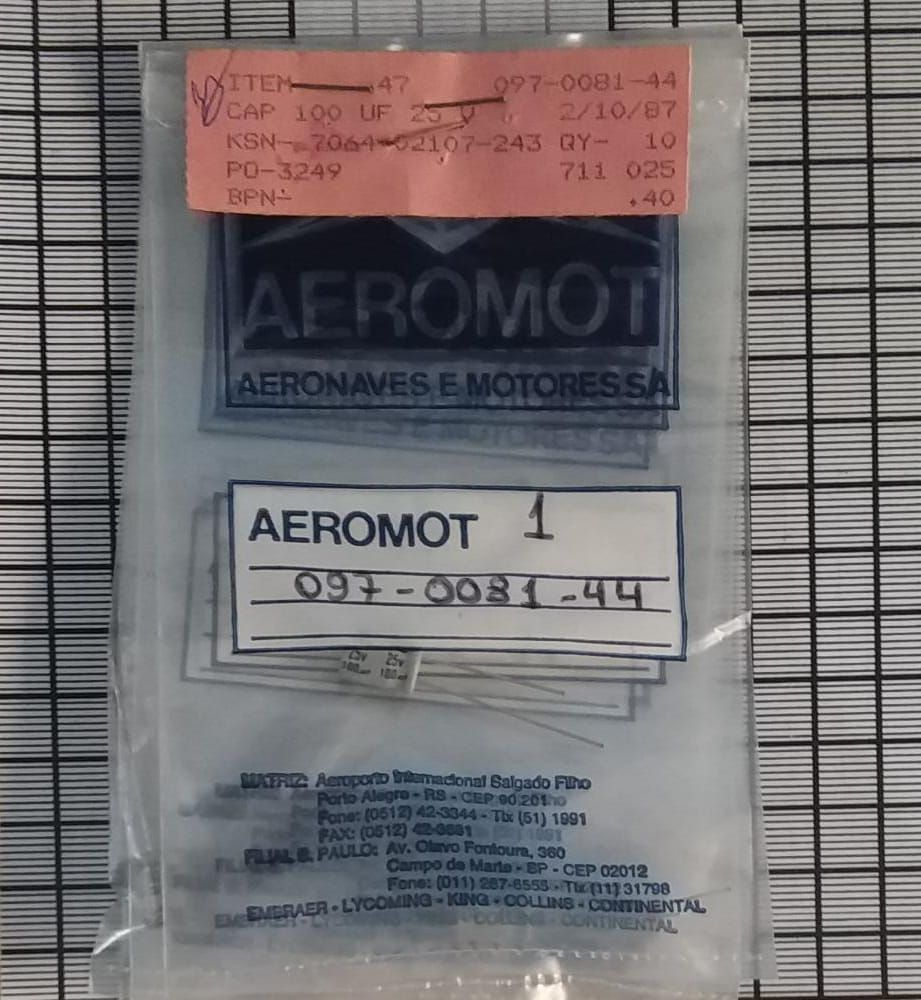 ITEM 47 097-0081-44
CAP 100 UF 25 V 2/10/87
KSN- 7064-02107-243 QY- 10
PO-3249 711 025
BPN- .40
AEROMOT
AERONAVES E MOTORES SA
AEROMOT 1
097-0081-44
25V 25V
100 100
MATRIZ: Aeroporto Internacional Salgado Filho
Porto Alegre - RS - CEP 90.201
Fone: (0512) 42-3344 - Tlx (51) 1991
FAX: (0512)
FILIAL S. PAULO: Av. Olavo Fontoura, 360
Campo de Marte - SP - CEP 02012
Fone: (011) 267-6555 - Tlx (11) 31798
EMBRAER - LYCOMING - KING - COLLINS - CONTINENTAL